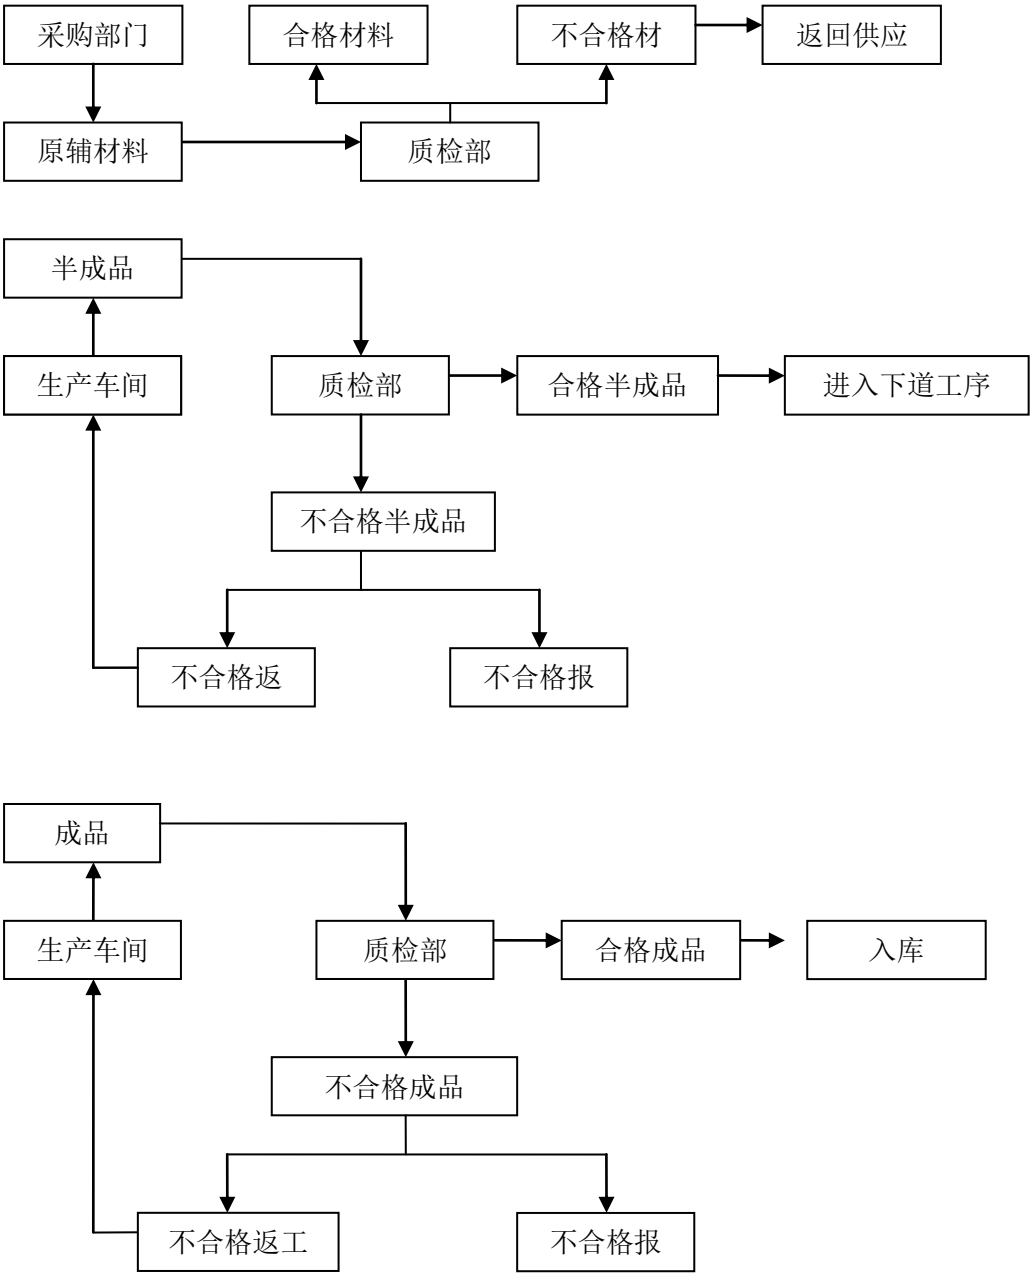 采购部门
合格材料
不合格材
返回供应
原辅材料
质检部
半成品
生产车间
质检部
合格半成品
进入下道工序
不合格半成品
不合格返
不合格报
成品
生产车间
质检部
合格成品
入库
不合格成品
不合格返工
不合格报